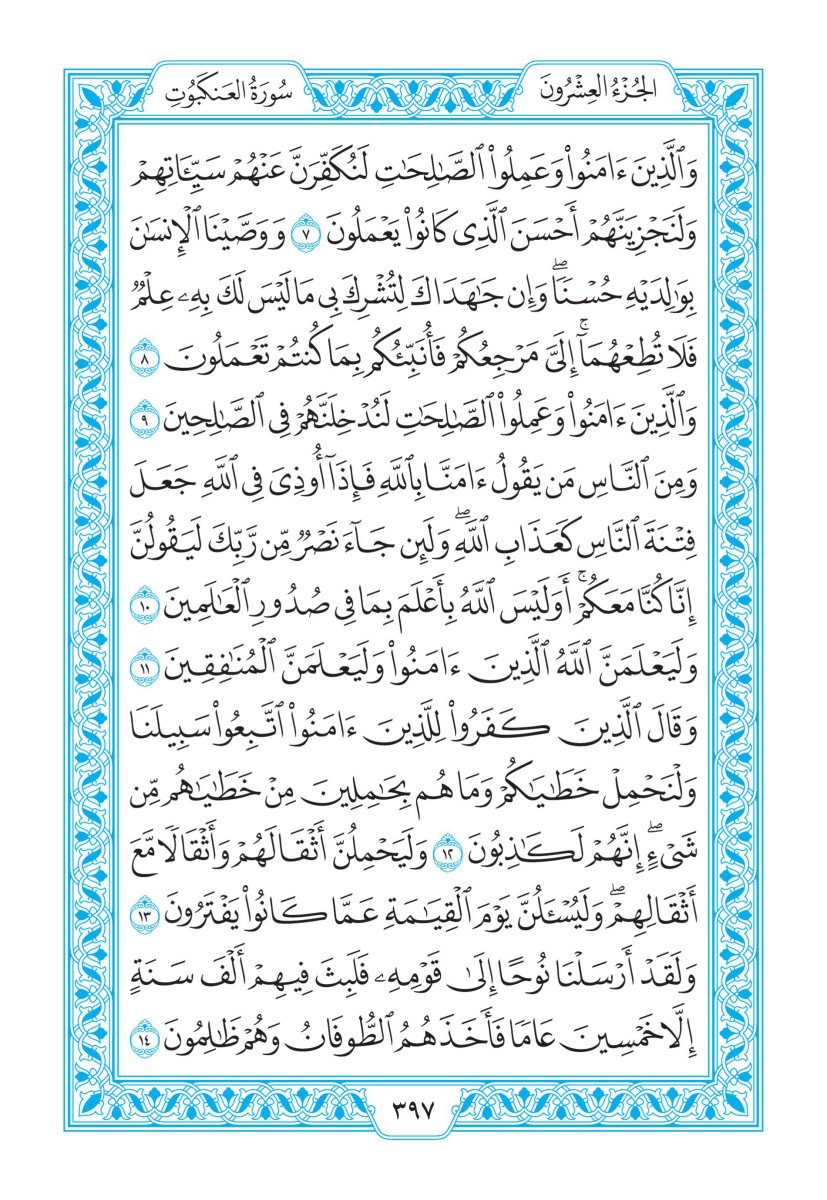 الجُزْءُ العِشْرُونَ
سُورَةُ العَنكَبُوتِ
وَٱلَّذِينَ ءَامَنُوا۟ وَعَمِلُوا۟ ٱلصَّـٰلِحَـٰتِ لَنُكَفِّرَنَّ عَنْهُمْ سَيِّـَٔاتِهِمْ
وَلَنَجْزِيَنَّهُمْ أَحْسَنَ ٱلَّذِى كَانُوا۟ يَعْمَلُونَ ٧ وَوَصَّيْنَا ٱلْإِنسَـٰنَ
بِوَٰلِدَيْهِ حُسْنًاۖ وَإِن جَـٰهَدَاكَ لِتُشْرِكَ بِى مَا لَيْسَ لَكَ بِهِۦ عِلْمٌ
فَلَا تُطِعْهُمَآۚ إِلَىَّ مَرْجِعُكُمْ فَأُنَبِّئُكُم بِمَا كُنتُمْ تَعْمَلُونَ ٨
وَٱلَّذِينَ ءَامَنُوا۟ وَعَمِلُوا۟ ٱلصَّـٰلِحَـٰتِ لَنُدْخِلَنَّهُمْ فِى ٱلصَّـٰلِحِينَ ٩
وَمِنَ ٱلنَّاسِ مَن يَقُولُ ءَامَنَّا بِٱللَّهِ فَإِذَآ أُوذِىَ فِى ٱللَّهِ جَعَلَ
فِتْنَةَ ٱلنَّاسِ كَعَذَابِ ٱللَّهِۖ وَلَئِن جَآءَ نَصْرٌ مِّن رَّبِّكَ لَيَقُولُنَّ
إِنَّا كُنَّا مَعَكُمْۚ أَوَلَيْسَ ٱللَّهُ بِأَعْلَمَ بِمَا فِى صُدُورِ ٱلْعَـٰلَمِينَ ١٠
وَلَيَعْلَمَنَّ ٱللَّهُ ٱلَّذِينَ ءَامَنُوا۟ وَلَيَعْلَمَنَّ ٱلْمُنَـٰفِقِينَ ١١
وَقَالَ ٱلَّذِينَ كَفَرُوا۟ لِلَّذِينَ ءَامَنُوا۟ ٱتَّبِعُوا۟ سَبِيلَنَا
وَلْنَحْمِلْ خَطَـٰيَـٰكُمْ وَمَا هُم بِحَـٰمِلِينَ مِنْ خَطَـٰيَـٰهُم مِّن
شَىْءٍۖ إِنَّهُمْ لَكَـٰذِبُونَ ١٢ وَلَيَحْمِلُنَّ أَثْقَالَهُمْ وَأَثْقَالًا مَّعَ
أَثْقَالِهِمْۖ وَلَيُسْـَٔلُنَّ يَوْمَ ٱلْقِيَـٰمَةِ عَمَّا كَانُوا۟ يَفْتَرُونَ ١٣
وَلَقَدْ أَرْسَلْنَا نُوحًا إِلَىٰ قَوْمِهِۦ فَلَبِثَ فِيهِمْ أَلْفَ سَنَةٍ
إِلَّا خَمْسِينَ عَامًا فَأَخَذَهُمُ ٱلطُّوفَانُ وَهُمْ ظَـٰلِمُونَ ١٤
٣٩٧